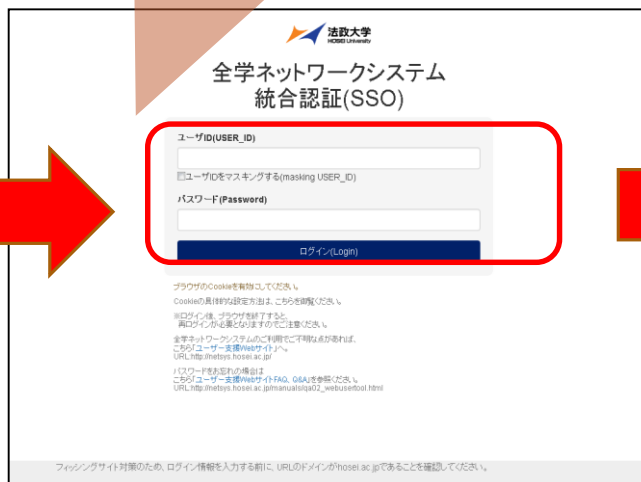 法政大学
HOSEI University
全学ネットワークシステム
統合認証(SSO)
ユーザID(USER_ID)
ユーザIDをマスキングする(masking USER_ID)
パスワード(Password)
ログイン(Login)
ブラウザのCookieを有効にしてください。
Cookieの具体的な設定方法は、こちらを御覧ください。
※ログイン後、ブラウザを終了すると、
再ログインが必要となりますのでご注意ください。
全学ネットワークシステムのご利用でご不明な点があれば、
こちら「ユーザー支援Webサイト」へ。
URL:http://netsys.hosei.ac.jp/
パスワードをお忘れの場合は
こちら「ユーザー支援WebサイトFAQ, Q&A」を参照ください。
URL:http://netsys.hosei.ac.jp/manuals/qa02_webusertool.html
フィッシングサイト対策のため、ログイン情報を入力する前に、URLのドメインがhosei.ac.jpであることを確認してください。